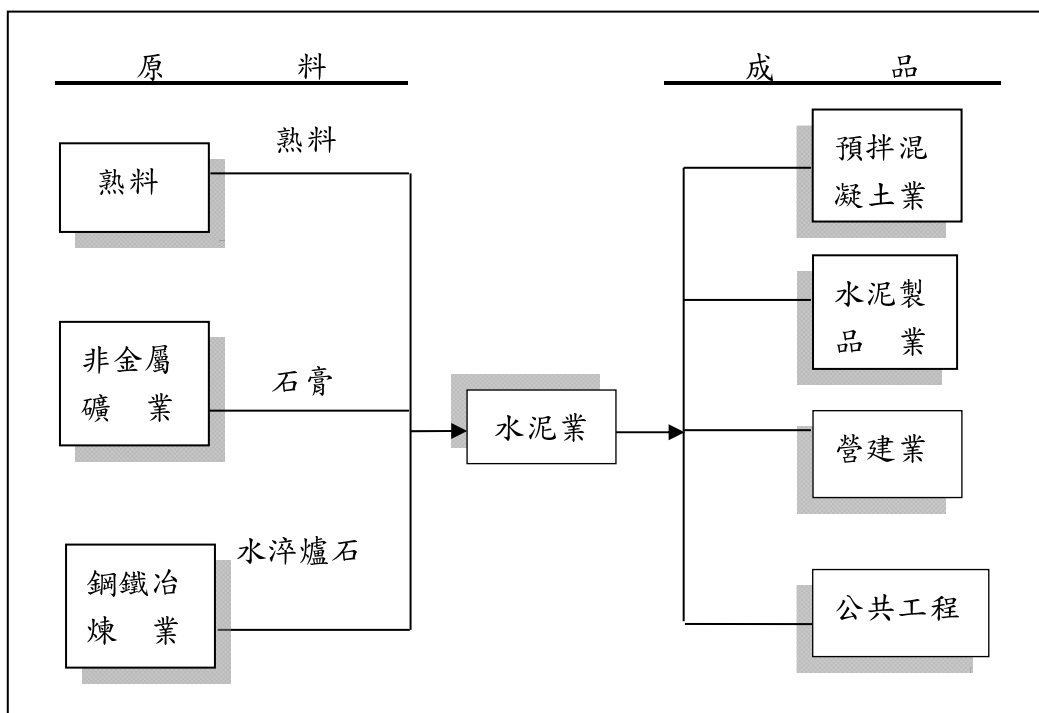 原 料
成 品
熟料
熟料
非金屬
礦 業
石膏
鋼鐵冶
煉 業
水淬爐石
水泥業
預拌混
凝土業
水泥製
品 業
營建業
公共工程